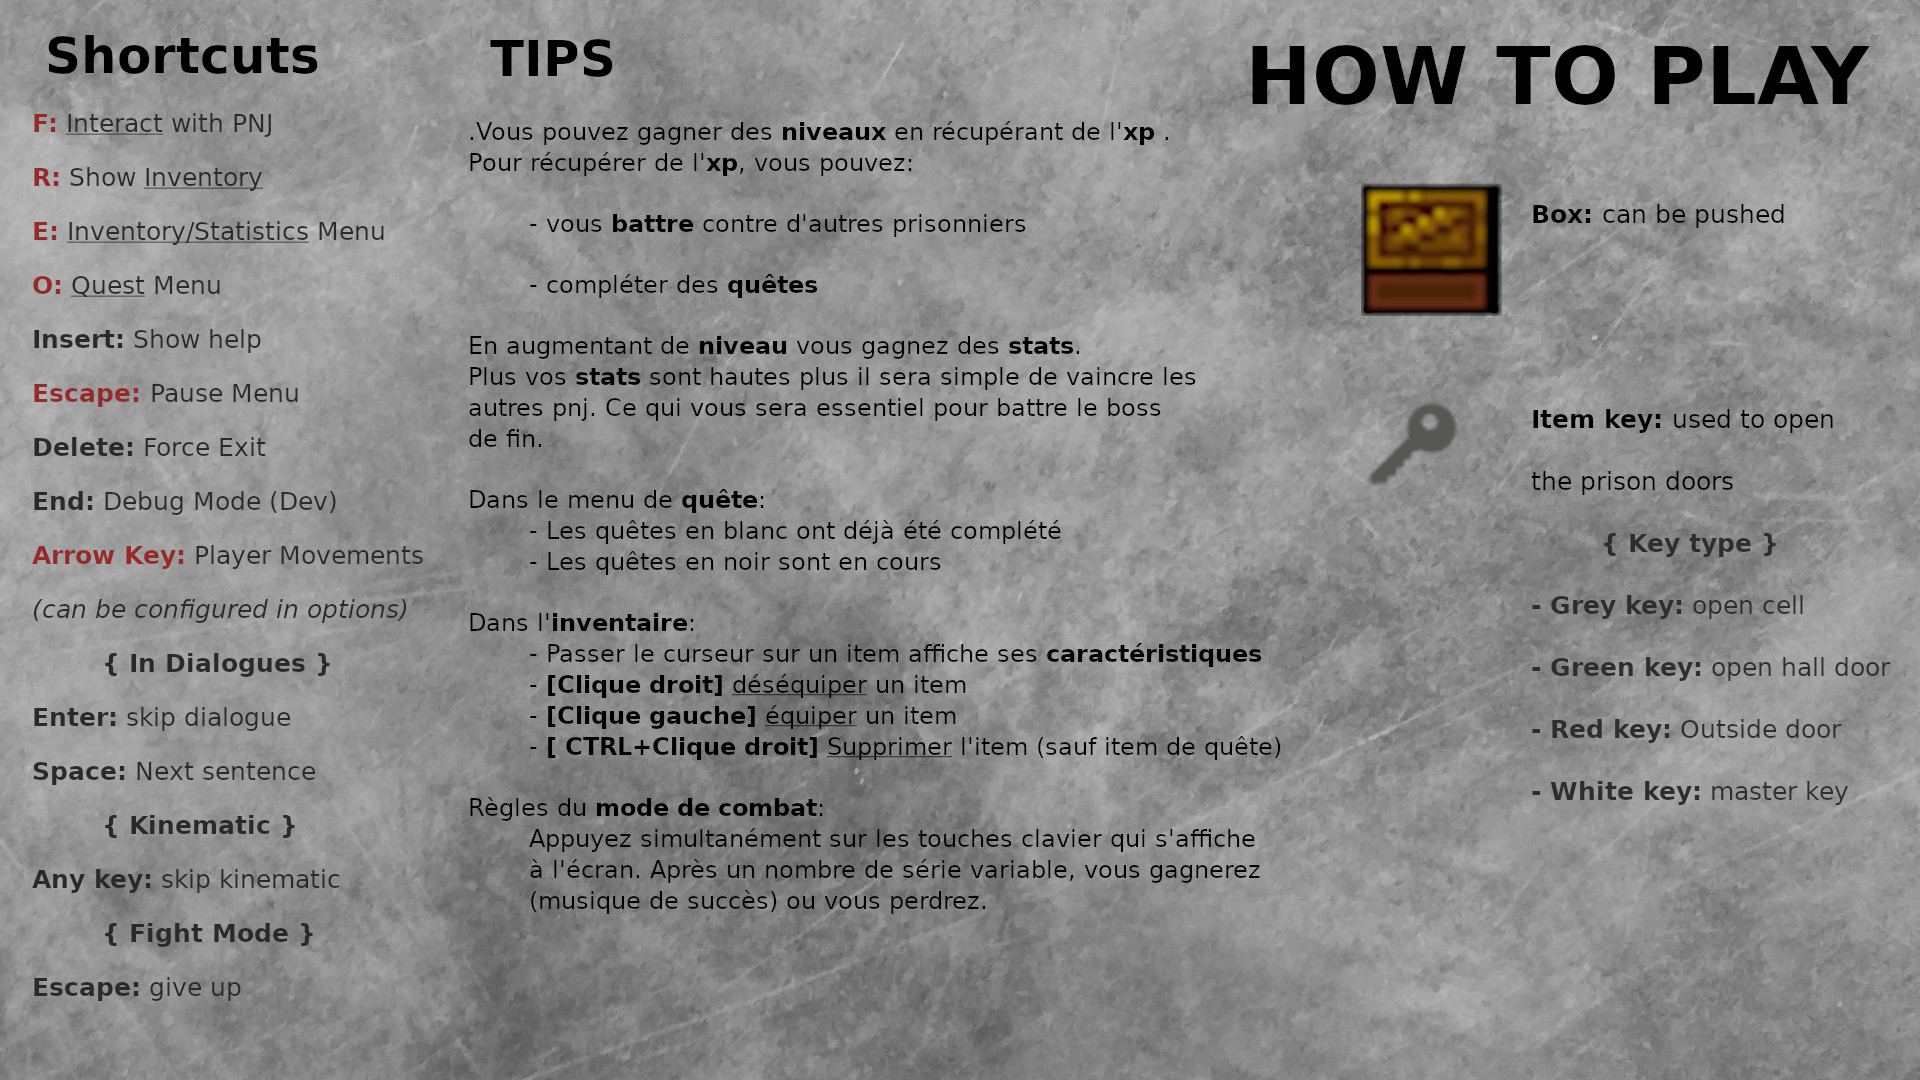 Shortcuts
F: Interact with PNJ
R: Show Inventory
E: Inventory/Statistics Menu
O: Quest Menu
Insert: Show help
Escape: Pause Menu
Delete: Force Exit
End: Debug Mode (Dev)
Arrow Key: Player Movements
(can be configured in options)
{ In Dialogues }
Enter: skip dialogue
Space: Next sentence
{ Kinematic }
Any key: skip kinematic
{ Fight Mode }
Escape: give up
TIPS
.Vous pouvez gagner des niveaux en récupérant de l'xp .
Pour récupérer de l'xp, vous pouvez:
- vous battre contre d'autres prisonniers
- compléter des quêtes
En augmentant de niveau vous gagnez des stats.
Plus vos stats sont hautes plus il sera simple de vaincre les
autres pnj. Ce qui vous sera essentiel pour battre le boss
de fin.
Dans le menu de quête:
- Les quêtes en blanc ont déjà été complété
- Les quêtes en noir sont en cours
Dans l'inventaire:
- Passer le curseur sur un item affiche ses caractéristiques
- [Clique droit] déséquiper un item
- [Clique gauche] équiper un item
- [ CTRL+Clique droit] Supprimer l'item (sauf item de quête)
Règles du mode de combat:
Appuyez simultanément sur les touches clavier qui s'affiche
à l'écran. Après un nombre de série variable, vous gagnerez
(musique de succès) ou vous perdrez.
HOW TO PLAY
Box: can be pushed
Item key: used to open
the prison doors
{ Key type }
- Grey key: open cell
- Green key: open hall door
- Red key: Outside door
- White key: master key